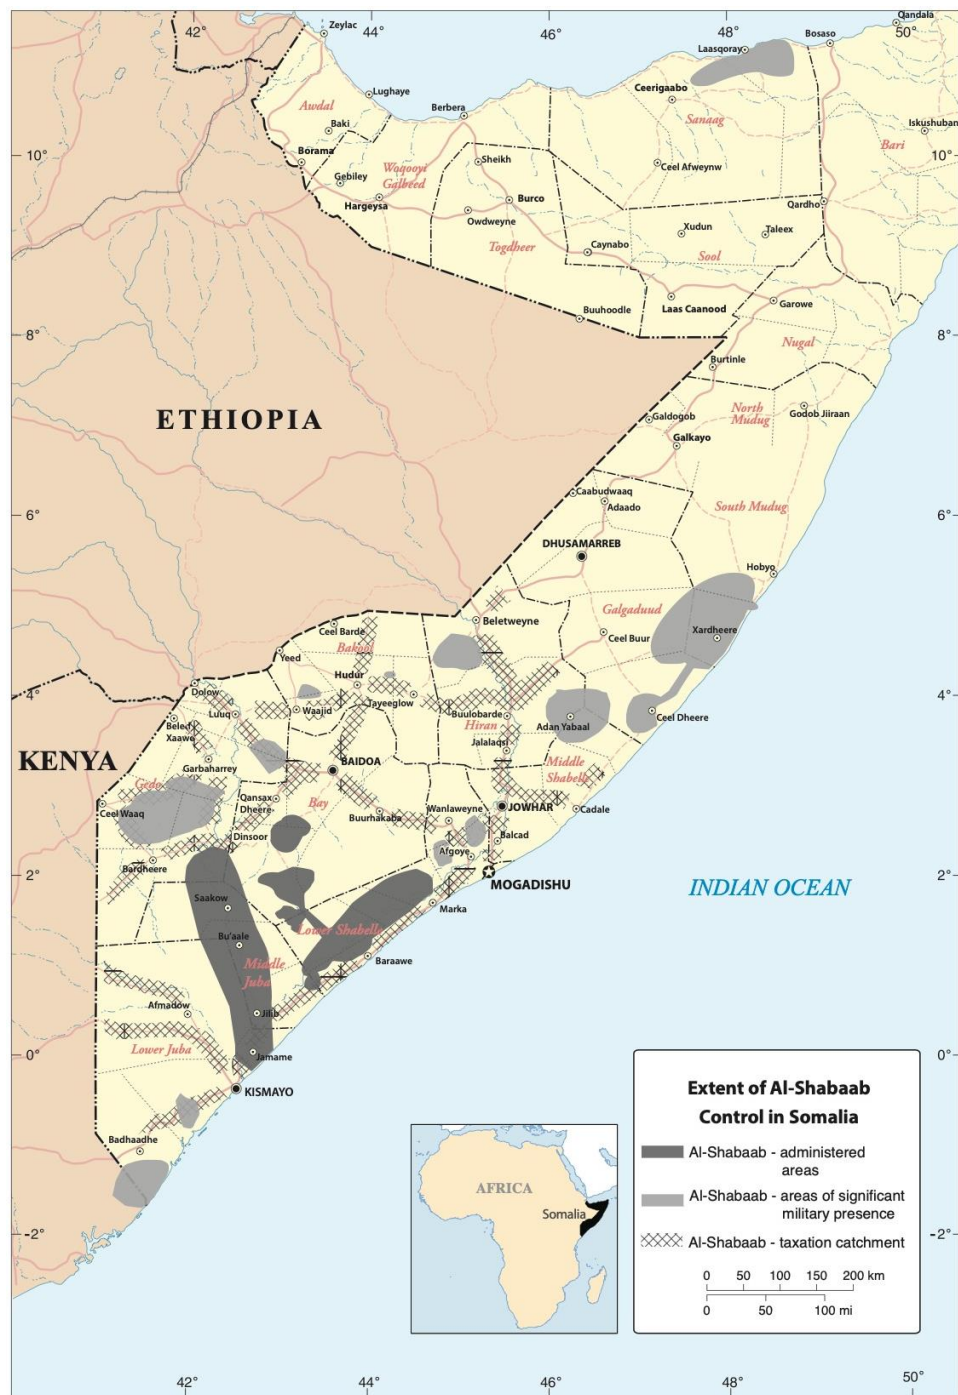 42°
44°
46°
48°
50°
Qandala
Zeylac
Bosaso
Laasqoray
Lughaye
Ceerigaabo
Awdal
Berbera
Sanaag
Iskushuban
Baki
Bari
10°
10°
Borama
Sheikh
Ceel Afweynw
Woqooyi
Galbeed
Gebiley
Hargeysa
Burco
Qardho
Owdweyne
Xudun
Taleex
Togdheer
Caynabo
Sool
Buuhoodle
Laas Caanood
Garowe
8°
8°
Nugal
Burtinle
ETHIOPIA
North
Mudug
Galdogob
Godob Jiiraan
Galkayo
Caabudwaaq
Adaado
South Mudug
6°
6°
DHUSAMARREB
Hobyo
Galgaduud
Beletweyne
Ceel Barde
Xardheere
Ceel Buur
Bakool
Yeed
Hudur
4°
4°
Dolow
Tayeeglow
Waajid
Luuq
Buulobarde
Ceel Dheere
Beled
Xaawe
Hiran
Adan Yabaal
Jalalaqsi
KENYA
Garbaharrey
BAIDOA
Middle
Shabelle
Gedo
Qansax
Dheere
Bay
Ceel Waaq
Buurhakaba
Wanlaweyne
JOWHAR
Cadale
Dinsoor
Balcad
Afgoye
Bardheere
2°
2°
MOGADISHU
INDIAN OCEAN
Saakow
Marka
Lower Shabelle
Bu'aale
Baraawe
Middle
Juba
Afmadow
Jilib
Lower Juba
Jamame
0°
0°
KISMAYO
Badhaadhe
-2°
-2°
AFRICA
Somalia
Extent of Al-Shabaab
Control in Somalia
Al-Shabaab - administered
areas
Al-Shabaab - areas of significant
military presence
Al-Shabaab - taxation catchment
0 50 100 150 200 km
0 50 100 mi
42°
44°
46°
48°
50°